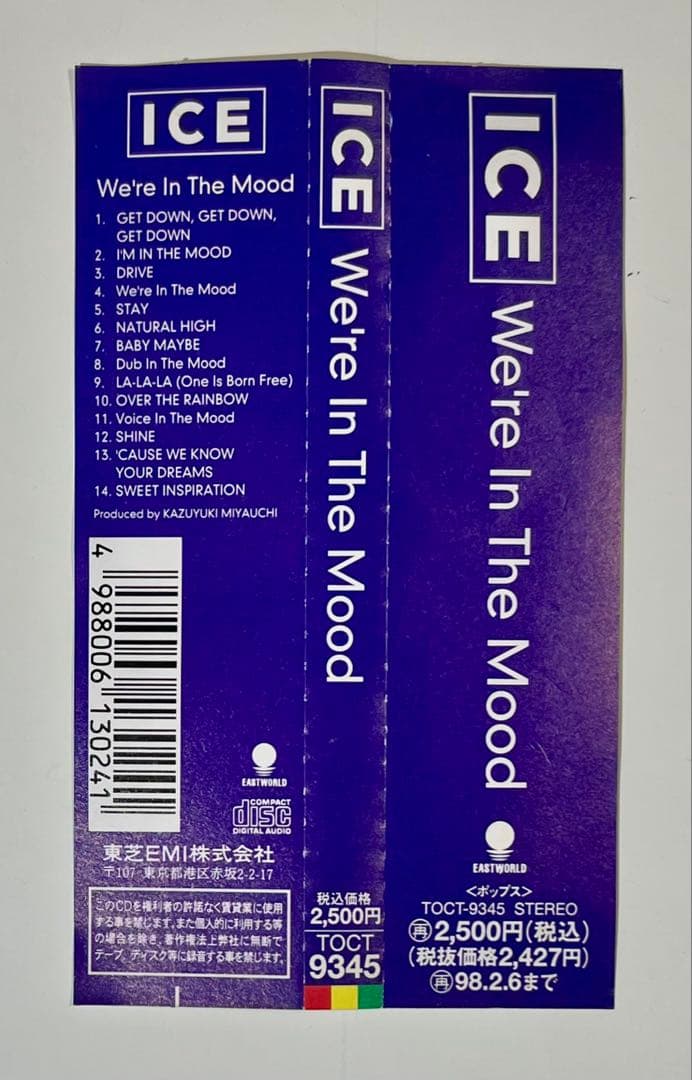 ICE
We're In The Mood
1. GET DOWN, GET DOWN,
GET DOWN
2. I'M IN THE MOOD
3. DRIVE
4. We're In The Mood
5. STAY
6. NATURAL HIGH
7. BABY MAYBE
8. Dub In The Mood
9. LA-LA-LA (One Is Born Free)
10. OVER THE RAINBOW
11. Voice In The Mood
12. SHINE
13. 'CAUSE WE KNOW
YOUR DREAMS
14. SWEET INSPIRATION
Produced by KAZUYUKI MIYAUCHI
4 988006 130241
EASTWORLD
COMPACT
disc
DIGITAL AUDIO
東芝EMI株式会社
〒107 東京都港区赤坂2-2-17
このCDを権利者の許諾なく賃貸業に使用
する事を禁じます。また個人的に利用する等
の場合を除き、著作権法上弊社に無断で
テープ、ディスク等に録音する事を禁じます。
ICE We're In The Mood
税込価格
2,500円
TOCT
9345
ICE We're In The Mood
EASTWORLD
<ポップス>
TOCT-9345 STEREO
㊢2,500円(税込)
(税抜価格2,427円)
再98.2.6まで